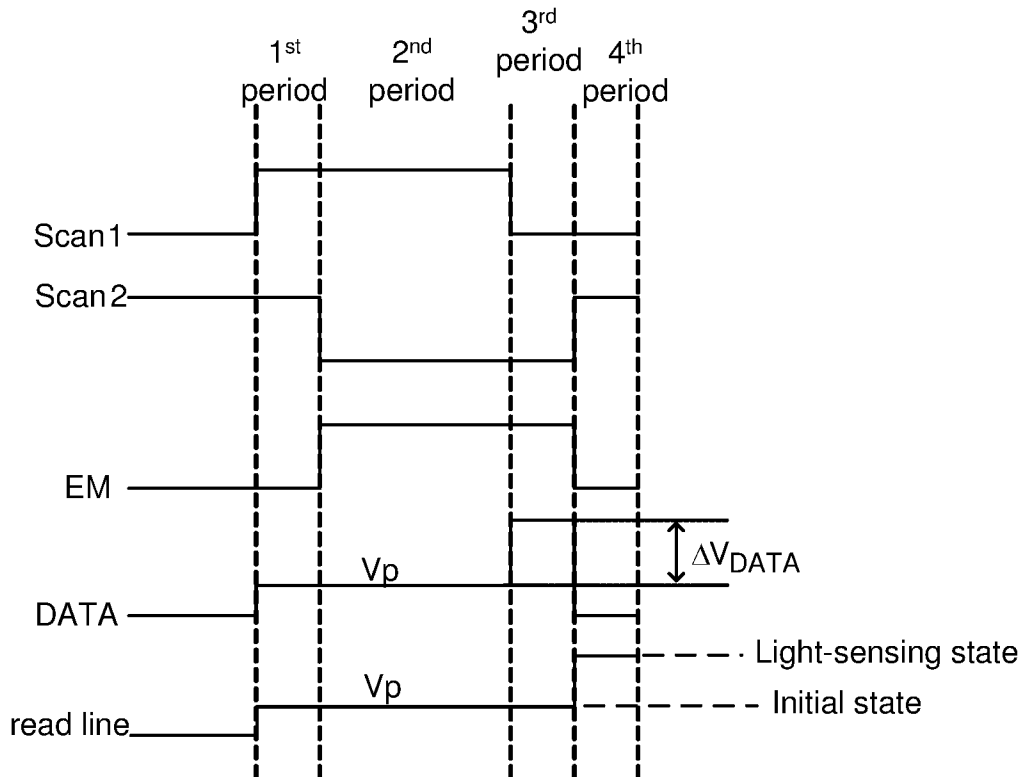 1st
period
2nd
period
3rd
period
4th
period
Scan1
Scan2
EM
Vp
ΔVDATA
DATA
Light-sensing state
Vp
Initial state
read line